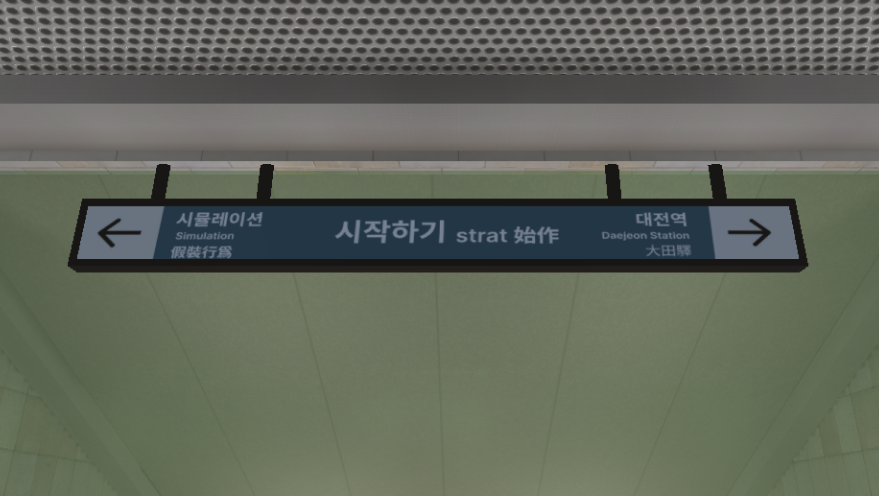 시뮬레이션
Simulation
假裝行爲
시작하기 strat 始作
대전역
Daejeon Station
大田驛